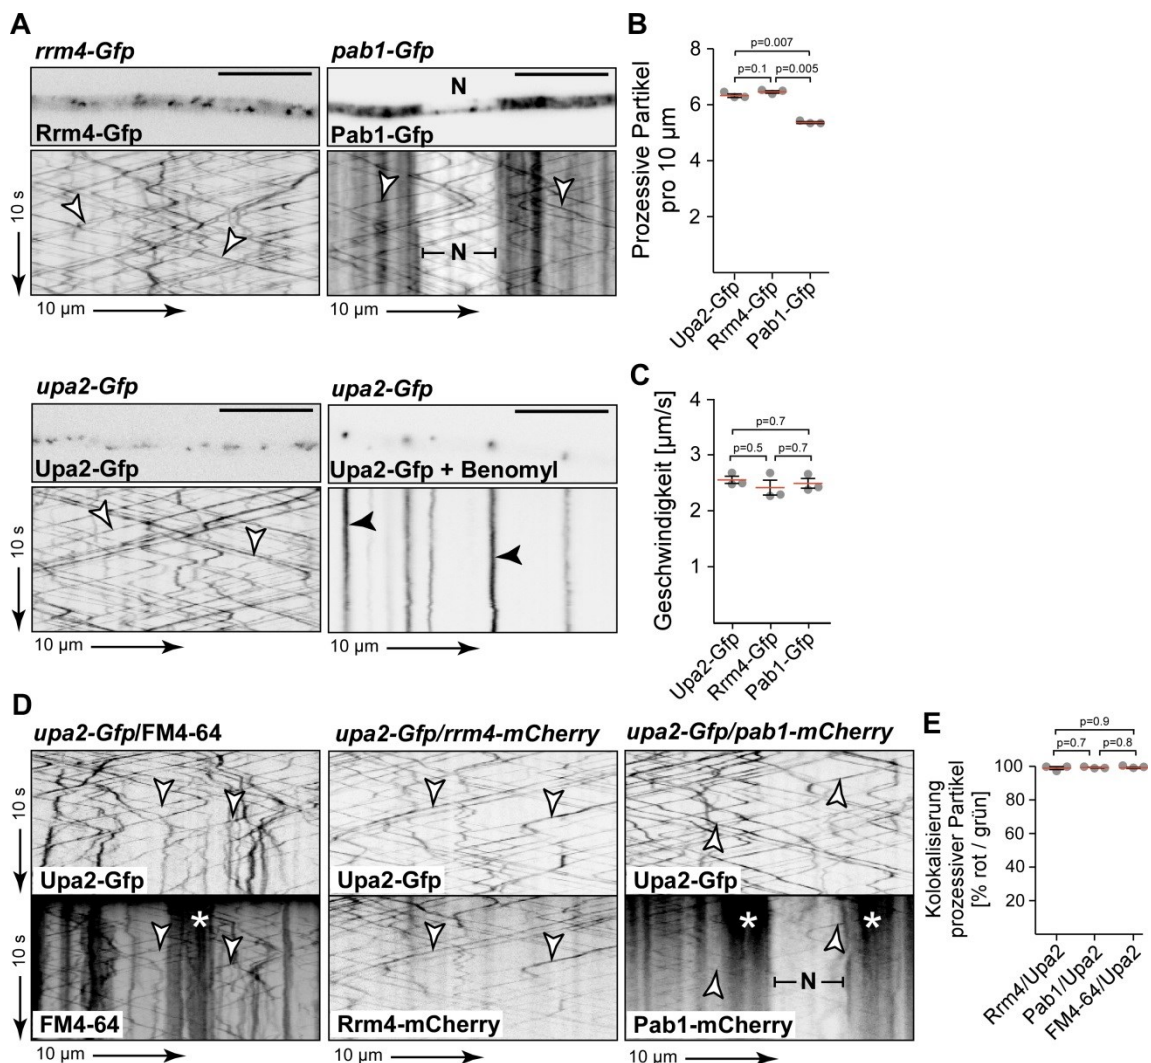 A
rrm4-Gfp
pab1-Gfp
N
Rrm4-Gfp
Pab1-Gfp
10 s
N
10 µm
10 µm
upa2-Gfp
upa2-Gfp
Upa2-Gfp
Upa2-Gfp + Benomyl
10 s
10 µm
10 µm
B
Prozessive Partikel
pro 10 µm
8
6
4
2
p=0.007
p=0.1
p=0.005
Upa2-Gfp
Rrm4-Gfp
Pab1-Gfp
C
Geschwindigkeit [µm/s]
4
3
2
1
p=0.7
p=0.5
p=0.7
Upa2-Gfp
Rrm4-Gfp
Pab1-Gfp
D
upa2-Gfp/FM4-64
upa2-Gfp/rrm4-mCherry
upa2-Gfp/pab1-mCherry
10 s
Upa2-Gfp
Upa2-Gfp
Upa2-Gfp
10 s
*
*
*
N
FM4-64
Rrm4-mCherry
Pab1-mCherry
10 µm
10 µm
10 µm
E
Kolokalisierung
prozessiver Partikel
[% rot / grün]
100
80
60
40
20
p=0.9
p=0.7
p=0.8
Rrm4/Upa2
Pab1/Upa2
FM4-64/Upa2